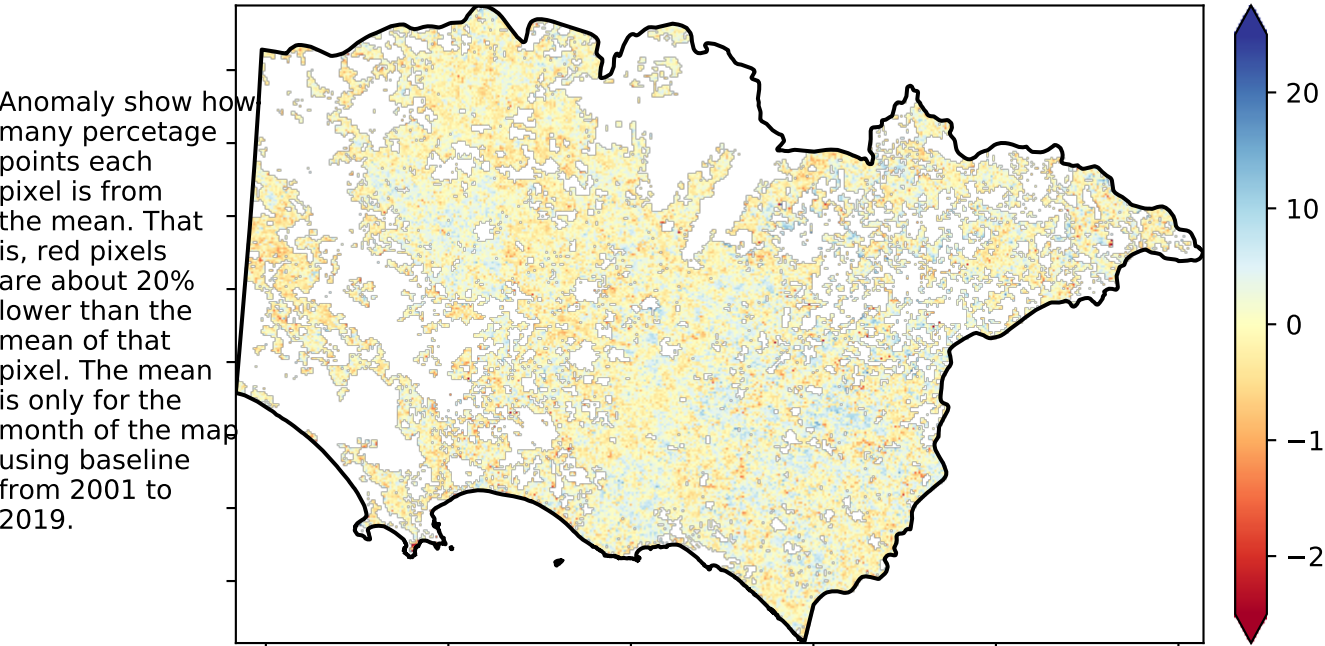 Anomaly show how
many percetage
points each
pixel is from
the mean. That
is, red pixels
are about 20%
lower than the
mean of that
pixel. The mean
is only for the
month of the map
using baseline
from 2001 to
2019.
20
10
0
−1
−2